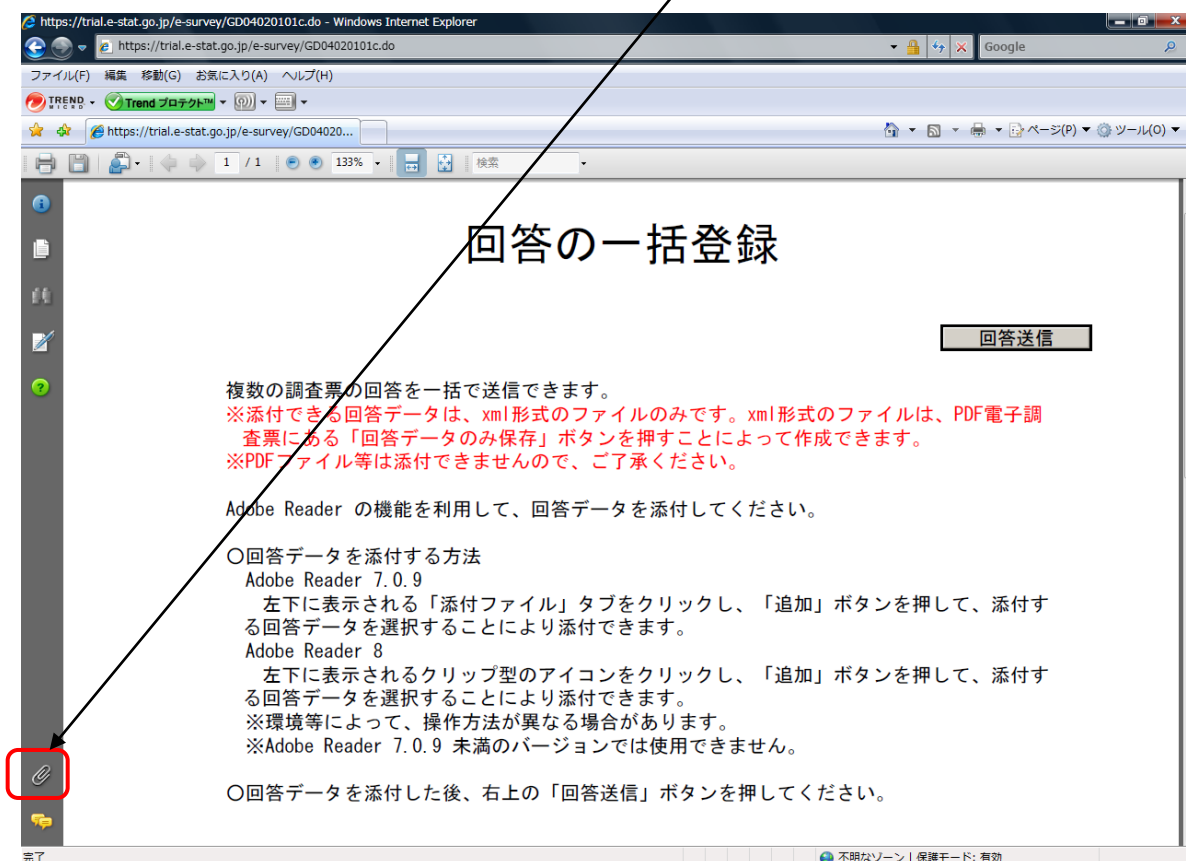 https://trial.e-stat.go.jp/e-survey/GD04020101c.do - Windows Internet Explorer
https://trial.e-stat.go.jp/e-survey/GD04020101c.do
Google
ファイル(F) 編集 移動(G) お気に入り(A) ヘルプ(H)
TREND MICRO Trend プロテクト™
https://trial.e-stat.go.jp/e-survey/GD04020...
ページ(P) ツール(O)
1 / 1 133% 検索
回答の一括登録
回答送信
複数の調査票の回答を一括で送信できます。
※添付できる回答データは、xml形式のファイルのみです。xml形式のファイルは、PDF電子調
査票にある「回答データのみ保存」ボタンを押すことによって作成できます。
※PDFファイル等は添付できませんので、ご了承ください。
Adobe Reader の機能を利用して、回答データを添付してください。
○回答データを添付する方法
Adobe Reader 7.0.9
左下に表示される「添付ファイル」タブをクリックし、「追加」ボタンを押して、添付す
る回答データを選択することにより添付できます。
Adobe Reader 8
左下に表示されるクリップ型のアイコンをクリックし、「追加」ボタンを押して、添付す
る回答データを選択することにより添付できます。
※環境等によって、操作方法が異なる場合があります。
※Adobe Reader 7.0.9 未満のバージョンでは使用できません。
○回答データを添付した後、右上の「回答送信」ボタンを押してください。
完了
不明なゾーン | 保護モード: 有効